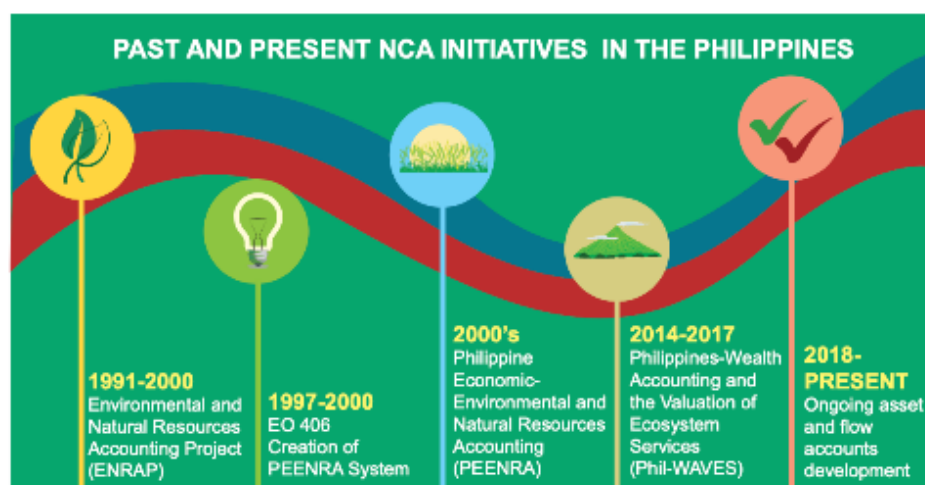 PAST AND PRESENT NCA INITIATIVES IN THE PHILIPPINES
1991-2000
Environmental and
Natural Resources
Accounting Project
(ENRAP)
1997-2000
EO 406
Creation of
PEENRA System
2000's
Philippine
Economic-
Environmental and
Natural Resources
Accounting
(PEENRA)
2014-2017
Philippines-Wealth
Accounting and
the Valuation of
Ecosystem
Services
(Phil-WAVES)
2018-
PRESENT
Ongoing asset
and flow
accounts
development